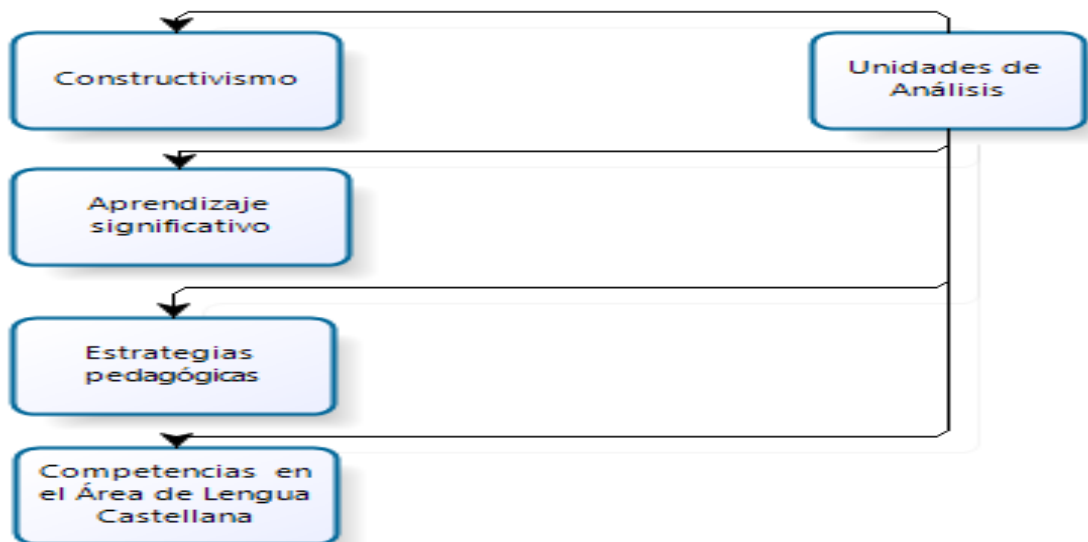 Constructivismo
Unidades de
Análisis
Aprendizaje
significativo
Estrategias
pedagógicas
Competencias en
el Área de Lengua
Castellana